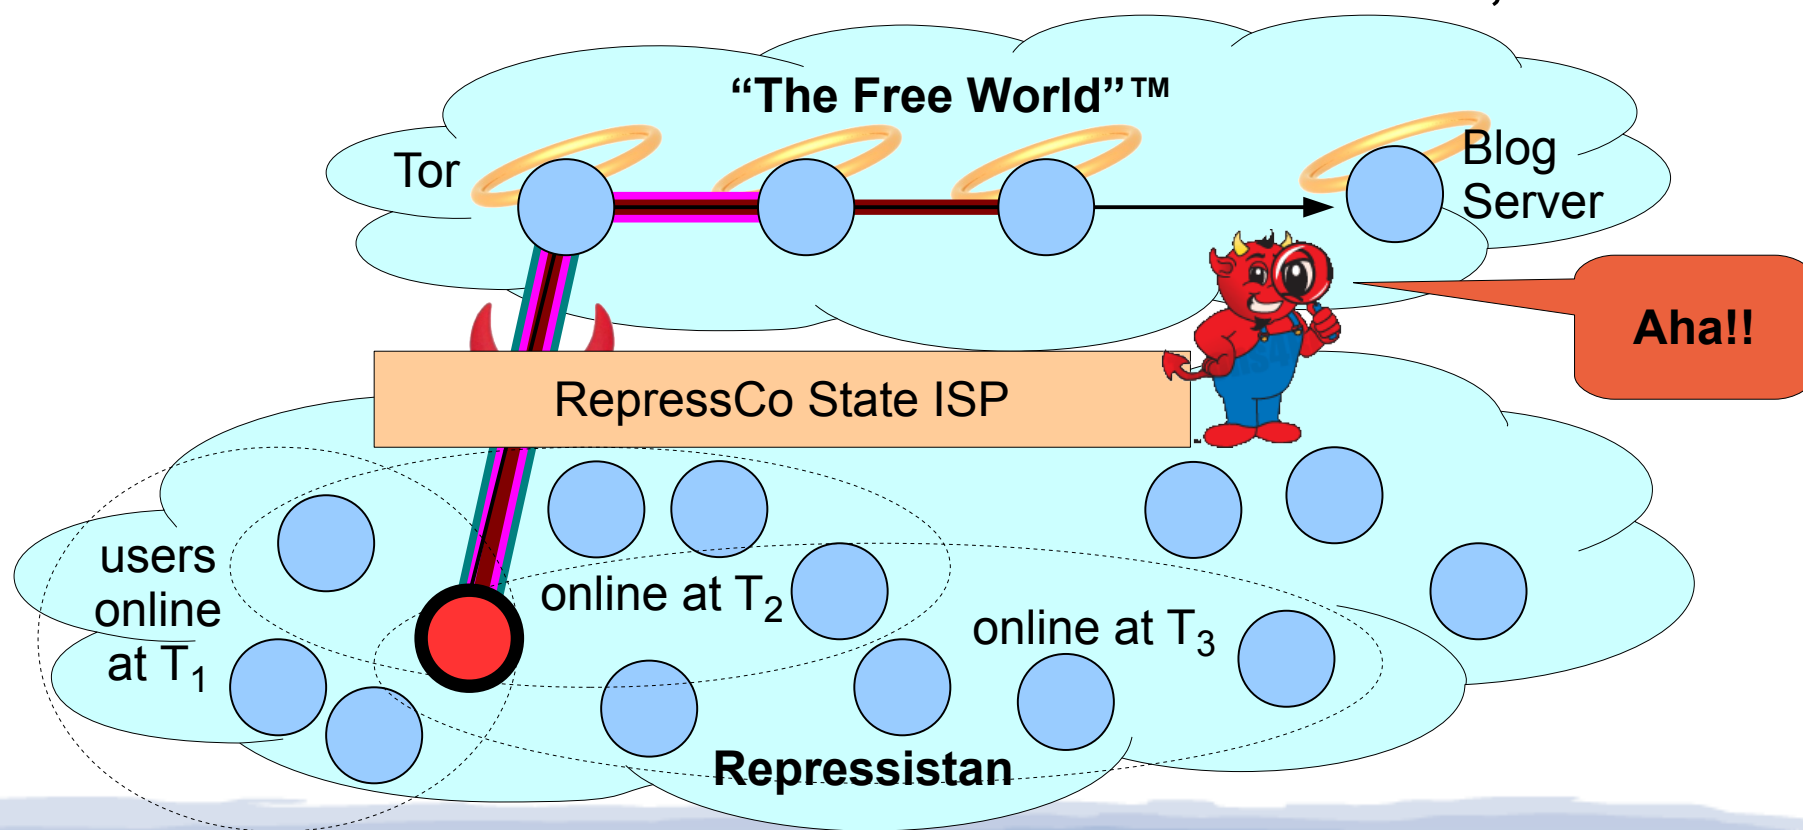 “The Free World”™
Tor
Blog
Server
Aha!!
RepressCo State ISP
users
online
at T₁
online at T₂
online at T₃
Repressistan